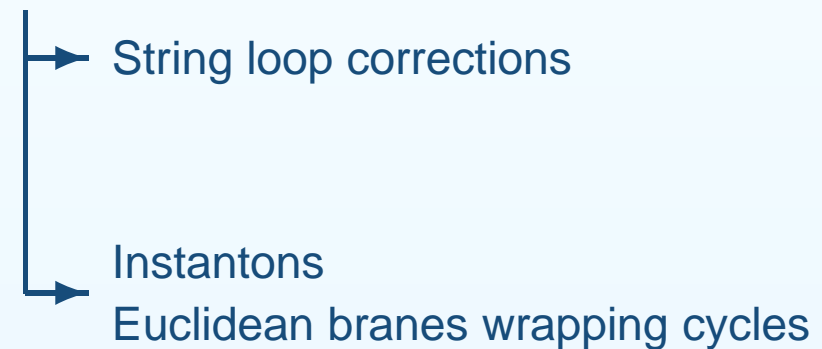 String loop corrections
Instantons
Euclidean branes wrapping cycles